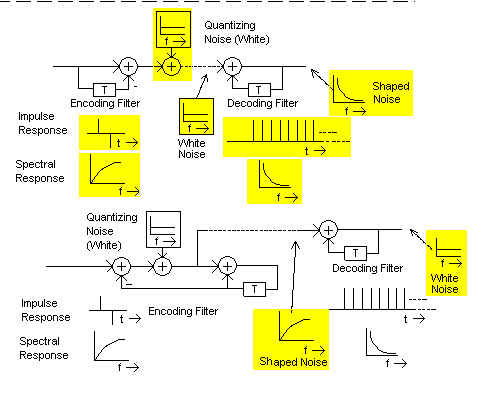 Quantizing
Noise (White)
f
+
+
+
T
-
T
Encoding Filter
Decoding Filter
f
White
Noise
Shaped
Noise
f
Impulse
Response
t
t
Spectral
Response
f
f
Quantizing
Noise
(White)
f
+
+
+
+
-
T
T
Decoding Filter
f
White
Noise
Impulse
Response
t
Encoding Filter
t
Spectral
Response
f
f
Shaped Noise
f